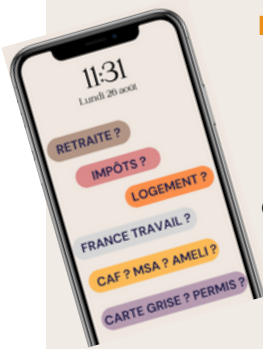 11:31
Lundi 26 août
RETRAITE ?
IMPÔTS ?
LOGEMENT ?
FRANCE TRAVAIL ?
CAF ? MSA ? AMELI ?
CARTE GRISE ? PERMIS ?